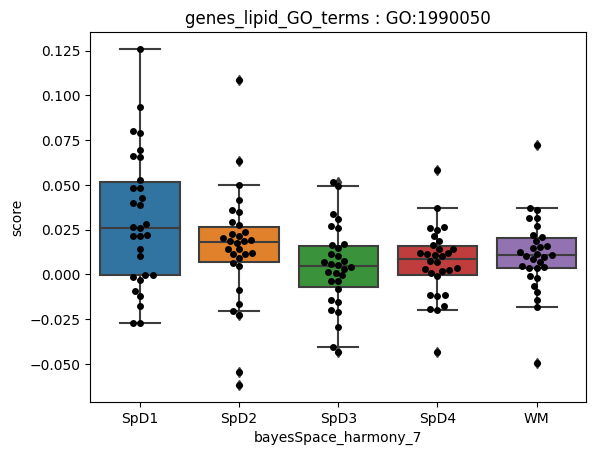 genes_lipid_GO_terms : GO:1990050
0.125
0.100
0.075
0.050
0.025
0.000
−0.025
−0.050
score
SpD1 SpD2 SpD3 SpD4 WM
bayesSpace_harmony_7